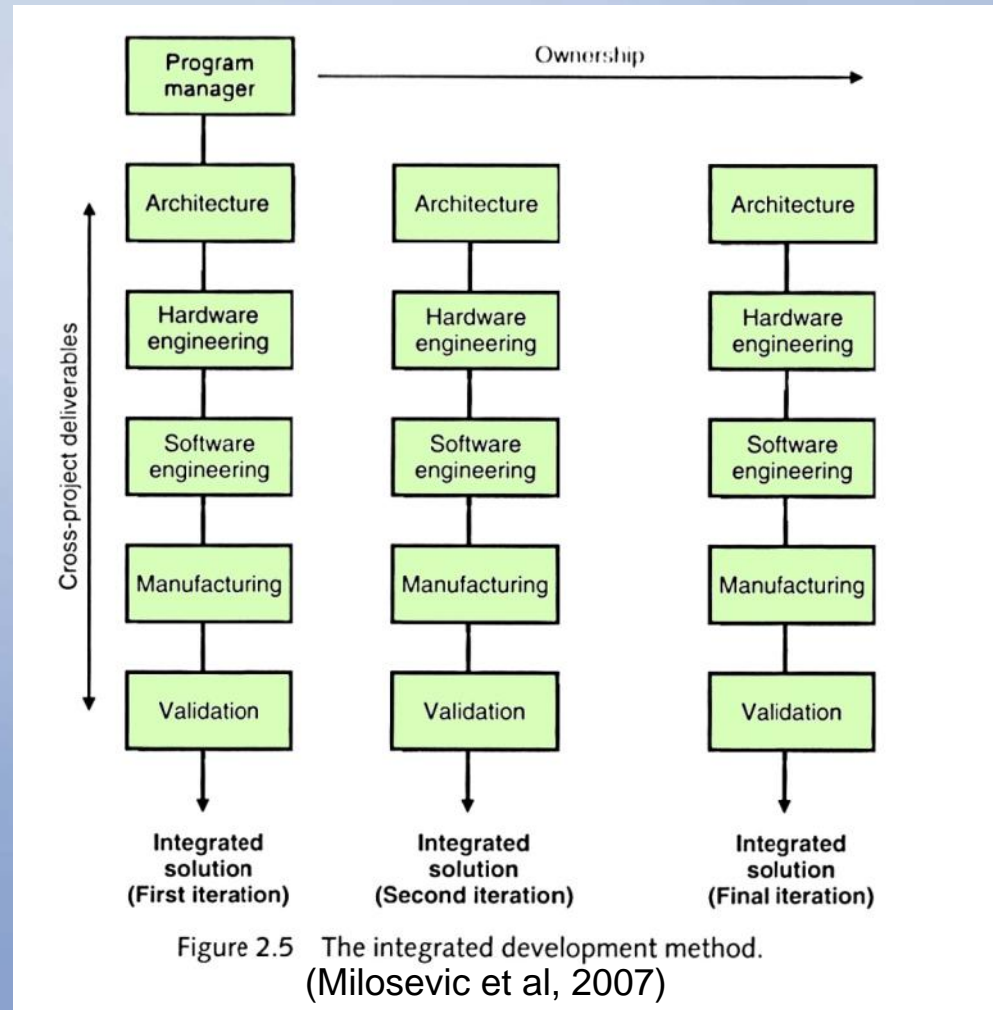 Program
manager
Ownership
Architecture
Architecture
Architecture
Cross-project deliverables
Hardware
engineering
Hardware
engineering
Hardware
engineering
Software
engineering
Software
engineering
Software
engineering
Manufacturing
Manufacturing
Manufacturing
Validation
Validation
Validation
Integrated
solution
(First iteration)
Integrated
solution
(Second iteration)
Integrated
solution
(Final iteration)
Figure 2.5 The integrated development method.
(Milosevic et al, 2007)